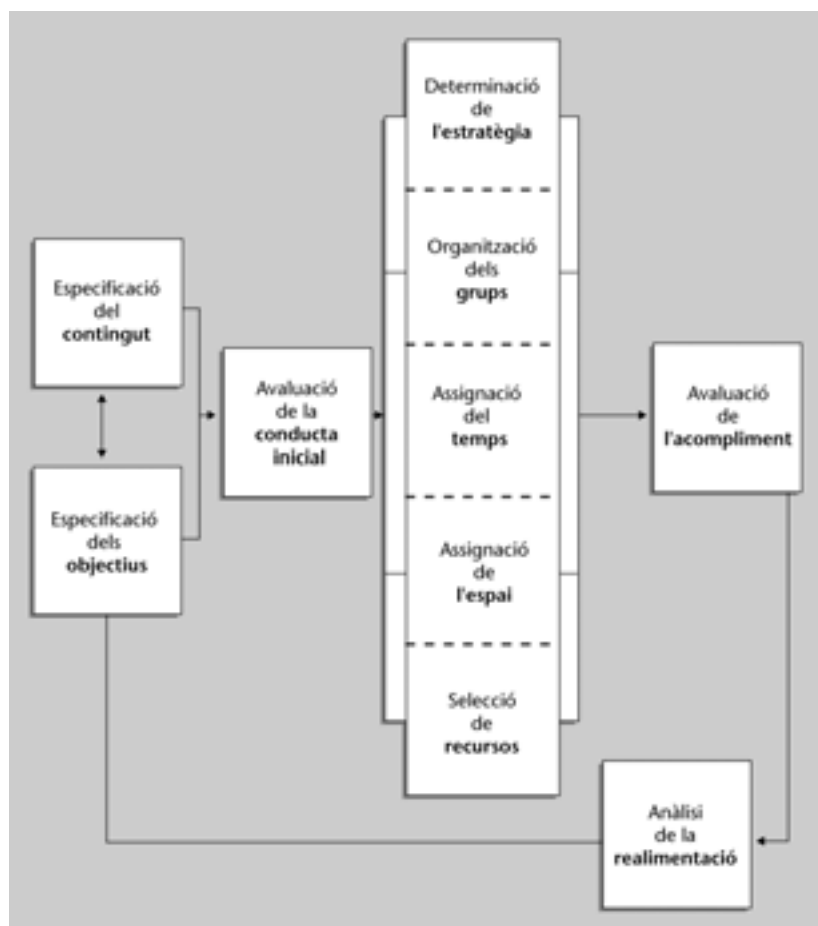 Especificació
del
contingut
Especificació
dels
objectius
Avaluació
de la
conducta
inicial
Determinació
de
l'estratègia
Organització
dels
grups
Assignació
del
temps
Assignació
de
l'espai
Selecció
de
recursos
Avaluació
de
l'acompliment
Anàlisi
de la
realimentació